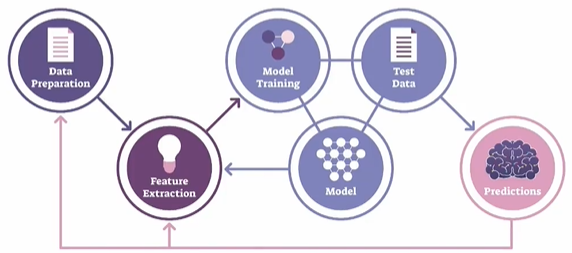 Data
Preparation
Feature
Extraction
Model
Training
Test
Data
Model
Predictions